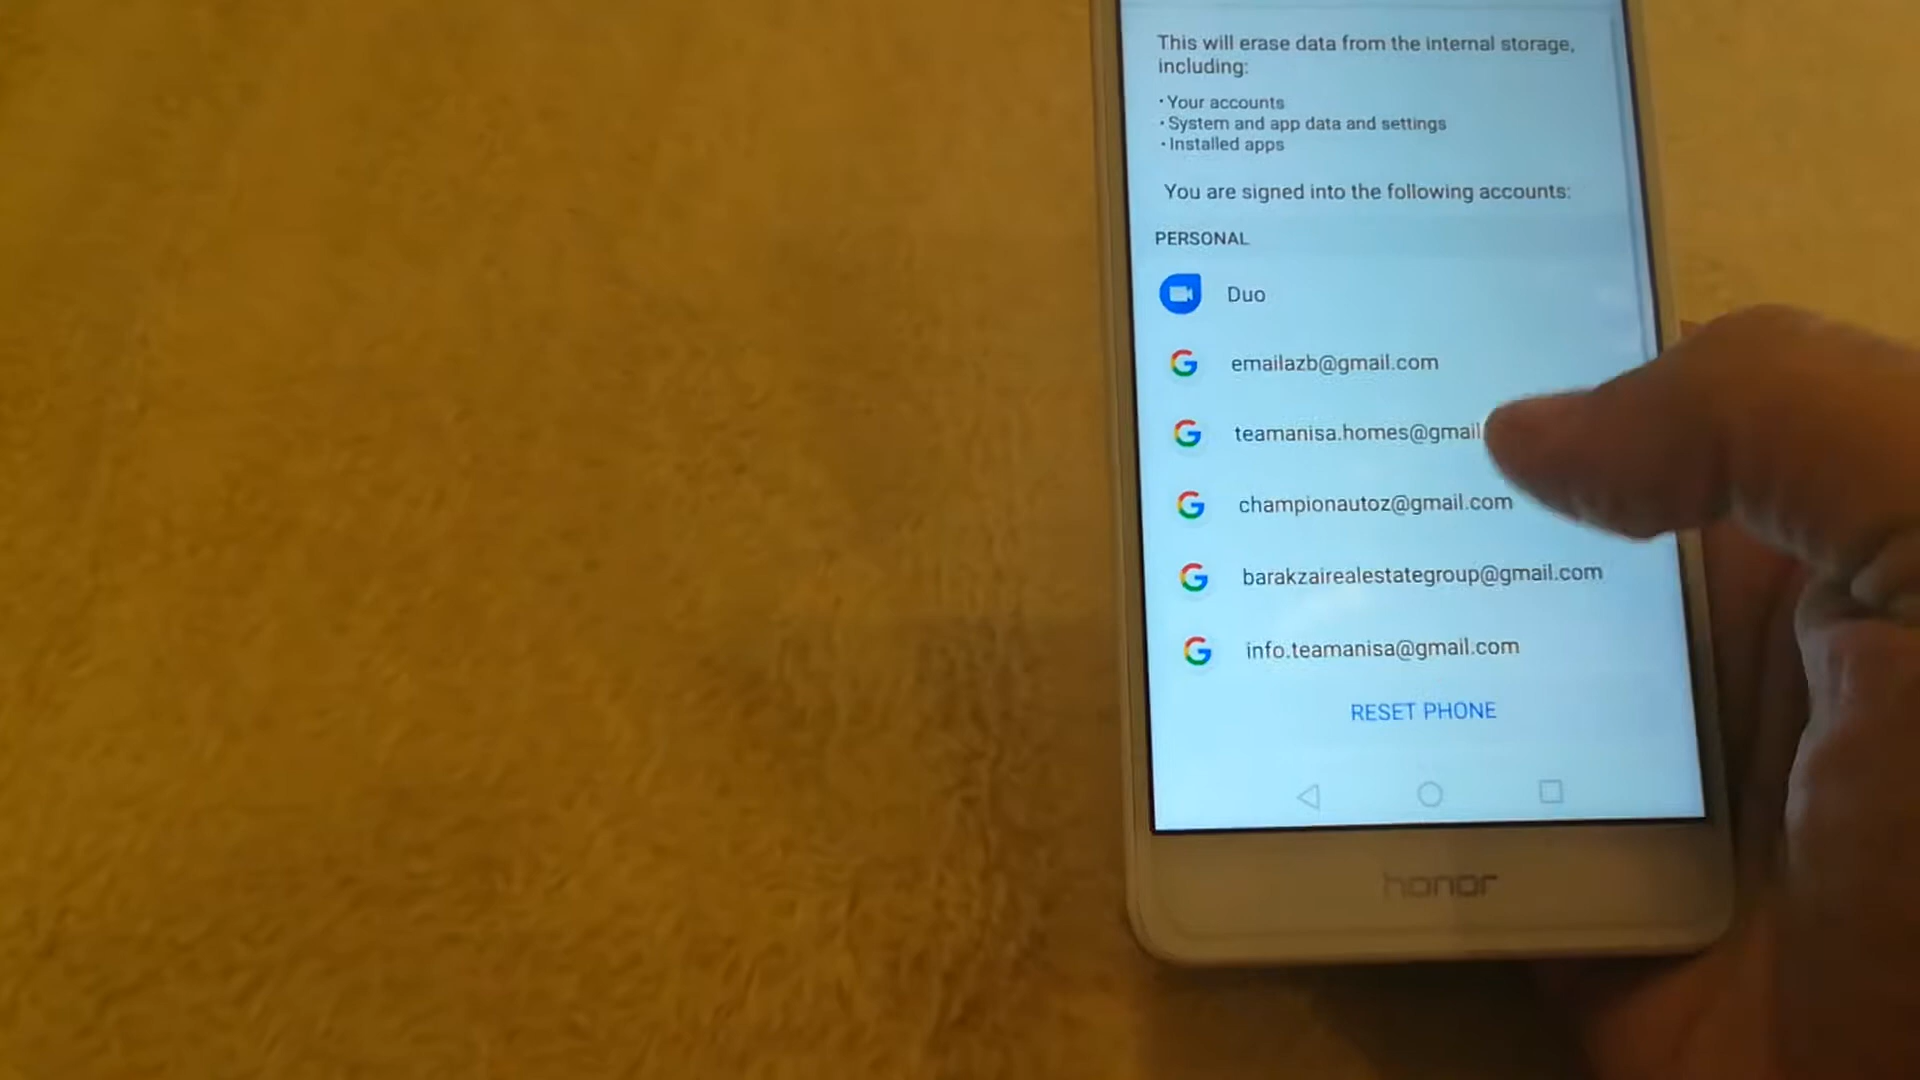 This will erase data from the internal storage,
including:
· Your accounts
· System and app data and settings
· Installed apps
You are signed into the following accounts:
PERSONAL
Duo
emailazb@gmail.com
teamanisa.homes@gmail
championautoz@gmail.com
barakzairealestategroup@gmail.com
info.teamanisa@gmail.com
RESET PHONE
honor